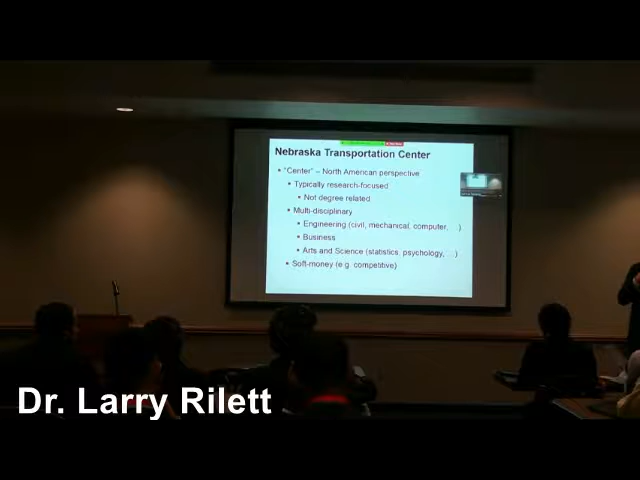 Nebraska Transportation Center
• "Center" – North American perspective
• Typically research-focused
• Not degree related
• Multi-disciplinary
• Engineering (civil, mechanical, computer, ...)
• Business
• Arts and Science (statistics, psychology, ...)
• Soft-money (e.g. competitive)
Dr. Larry Rilett